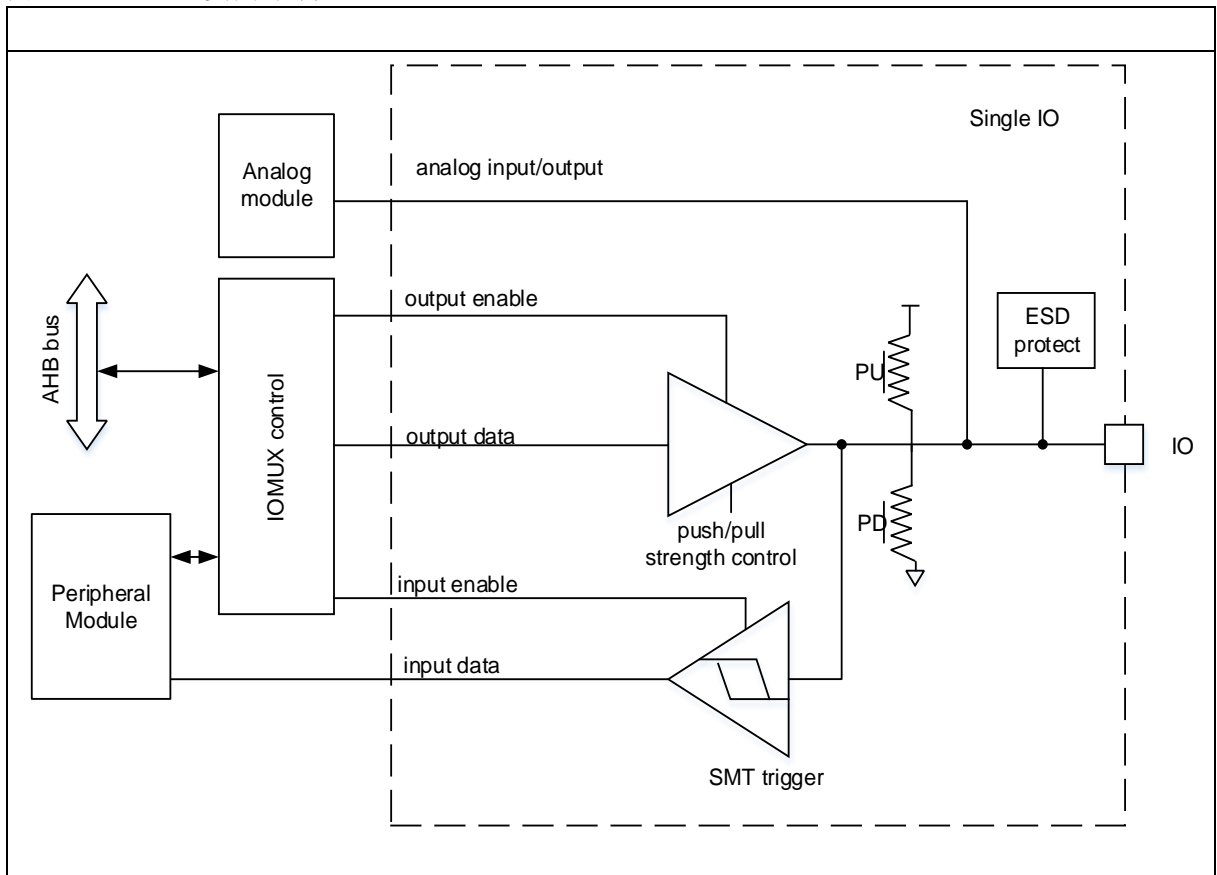 Single IO
Analog
module
analog input/output
output enable
ESD
protect
AHB bus
IOMUX control
PU
output data
IO
push/pull
strength control
PD
input enable
Peripheral
Module
input data
SMT trigger